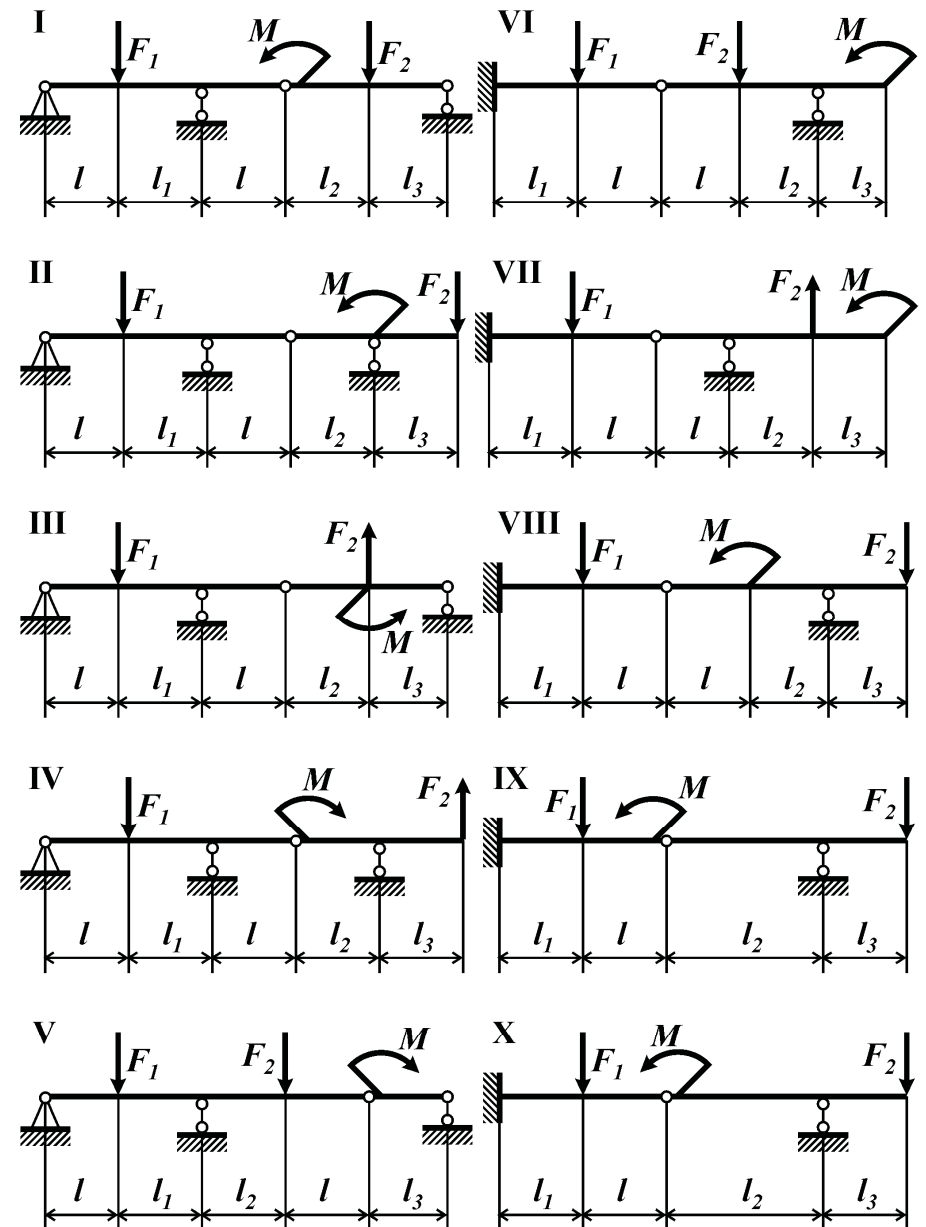 I F₁ M F₂
l l₁ l l₂ l₃
VI F₁ F₂ M
l₁ l l l₂ l₃
II F₁ M F₂
l l₁ l l₂ l₃
VII F₁ F₂ M
l₁ l l l₂ l₃
III F₁ F₂ M
l l₁ l l₂ l₃
VIII F₁ M F₂
l₁ l l l₂ l₃
IV F₁ M F₂
l l₁ l l₂ l₃
IX F₁ M F₂
l₁ l l₂ l₃
V F₁ F₂ M
l l₁ l₂ l l₃
X F₁ M F₂
l₁ l l₂ l₃